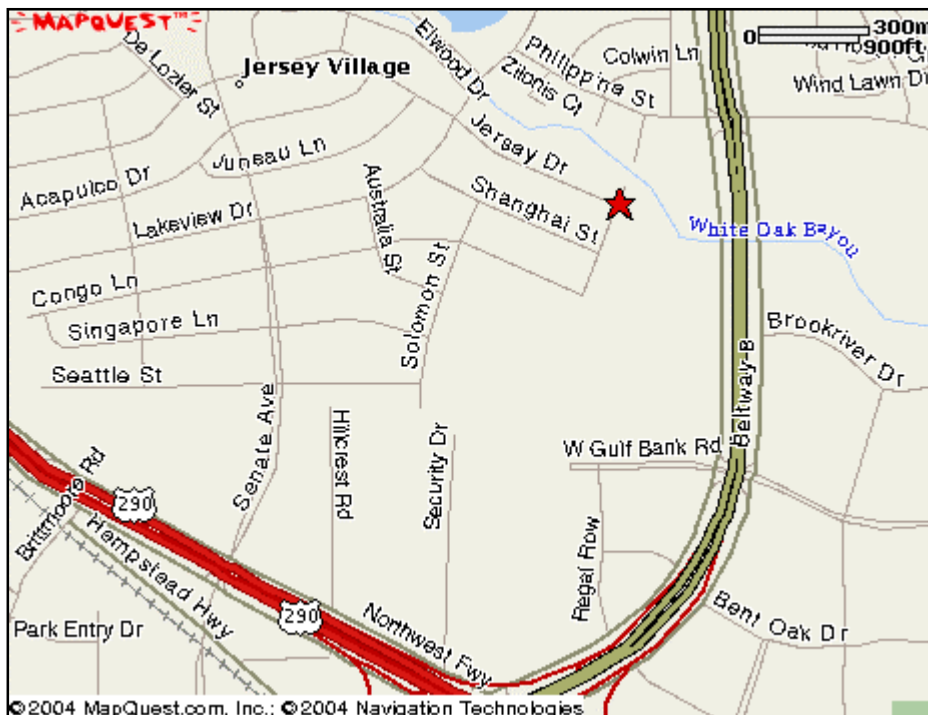 MAPQUEST™
De Lozier St
Jersey Village
Elwood Dr
Philippina St
Zilonis Ct
Colwin Ln
0 300m
900ft
Wind Lawn Dr
Juneau Ln
Jersey Dr
Acapulco Dr
Lakeview Dr
Australia St
Shanghai St
White Oak Bayou
Congo Ln
Solomon St
Singapore Ln
Brookriver Dr
Seattle St
Beltway 8
Senate Ave
Hillcrest Rd
Security Dr
W Gulf Bank Rd
Brittmoore Rd
290
Hempstead Hwy
Regal Row
290
Northwest Fwy
Bent Oak Dr
Park Entry Dr
©2004 MapQuest.com, Inc.; ©2004 Navigation Technologies